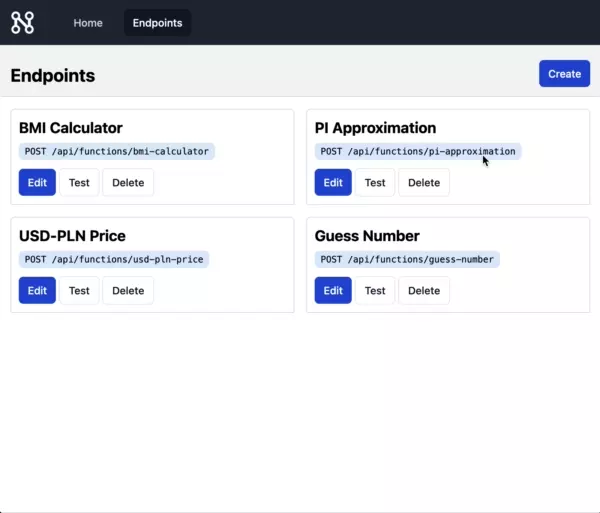 Home Endpoints
Endpoints
Create
BMI Calculator
POST /api/functions/bmi-calculator
Edit Test Delete
PI Approximation
POST /api/functions/pi-approximation
Edit Test Delete
USD-PLN Price
POST /api/functions/usd-pln-price
Edit Test Delete
Guess Number
POST /api/functions/guess-number
Edit Test Delete